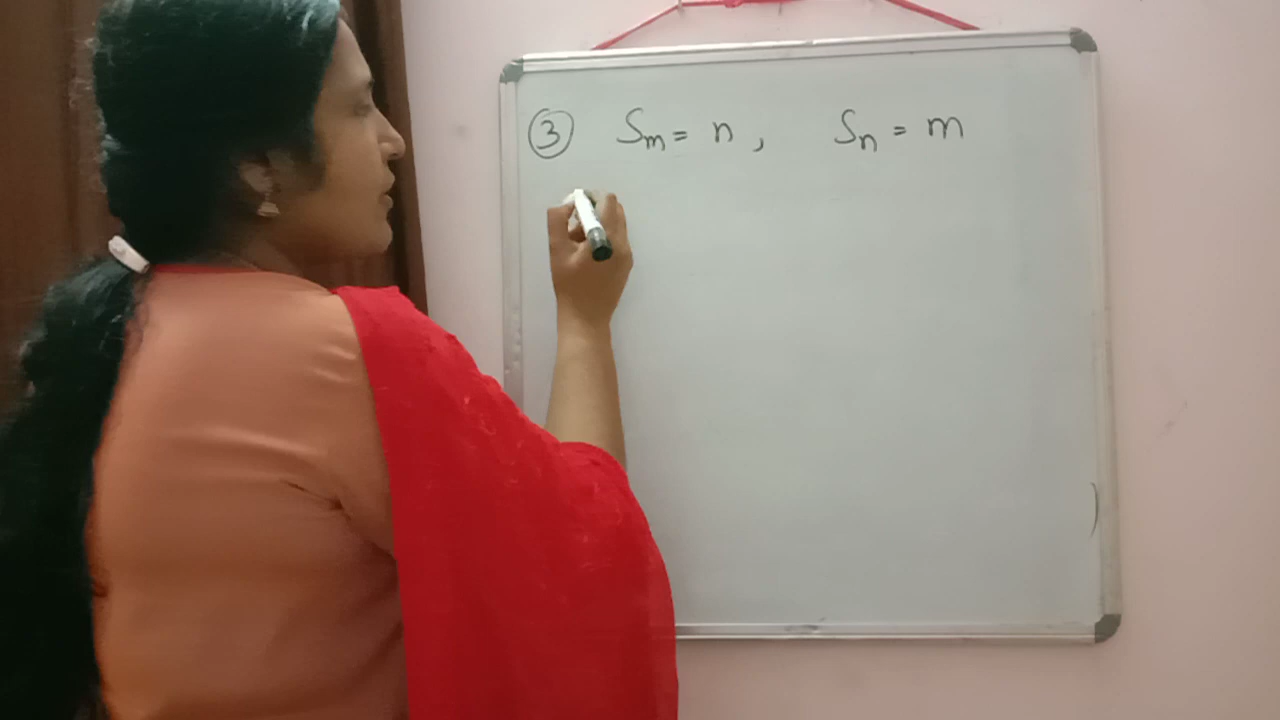 ③ Sₘ = n , Sₙ = m